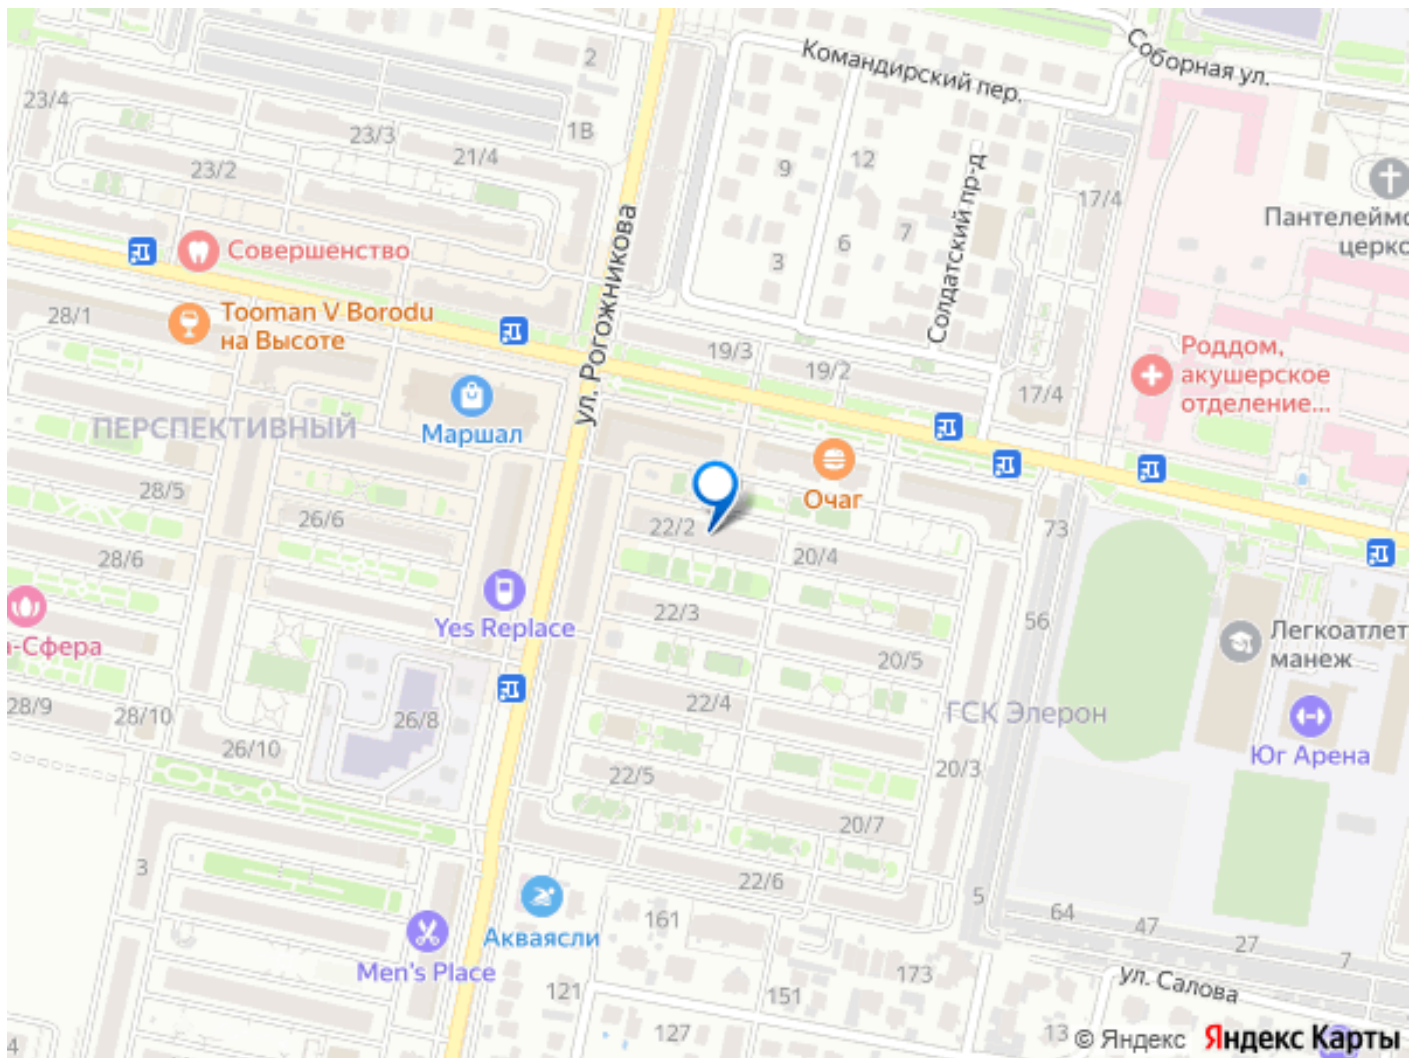 Соборная ул.
Командирский пер.
2
23/4
1В
23/3
21/4
23/2
9
12
Солдатский пр-д
17/4
Пантелеймо
церко
ул. Рогожникова
6
7
3
Совершенство
Tooman V Borodu
на Высоте
28/1
19/3
19/2
17/4
Роддом,
акушерское
отделение...
Маршал
ПЕРСПЕКТИВНЫЙ
28/5
26/6
Очаг
22/2
20/4
73
28/6
Yes Replace
22/3
56
Легкоатлет
манеж
а-Сфера
20/5
28/9
28/10
26/8
22/4
ГСК Элерон
26/10
22/5
20/3
Юг Арена
20/7
3
22/6
5
64
47
27
7
Акваясли
161
Men's Place
173
ул. Салова
121
151
127
13
4
© Яндекс Яндекс Карты